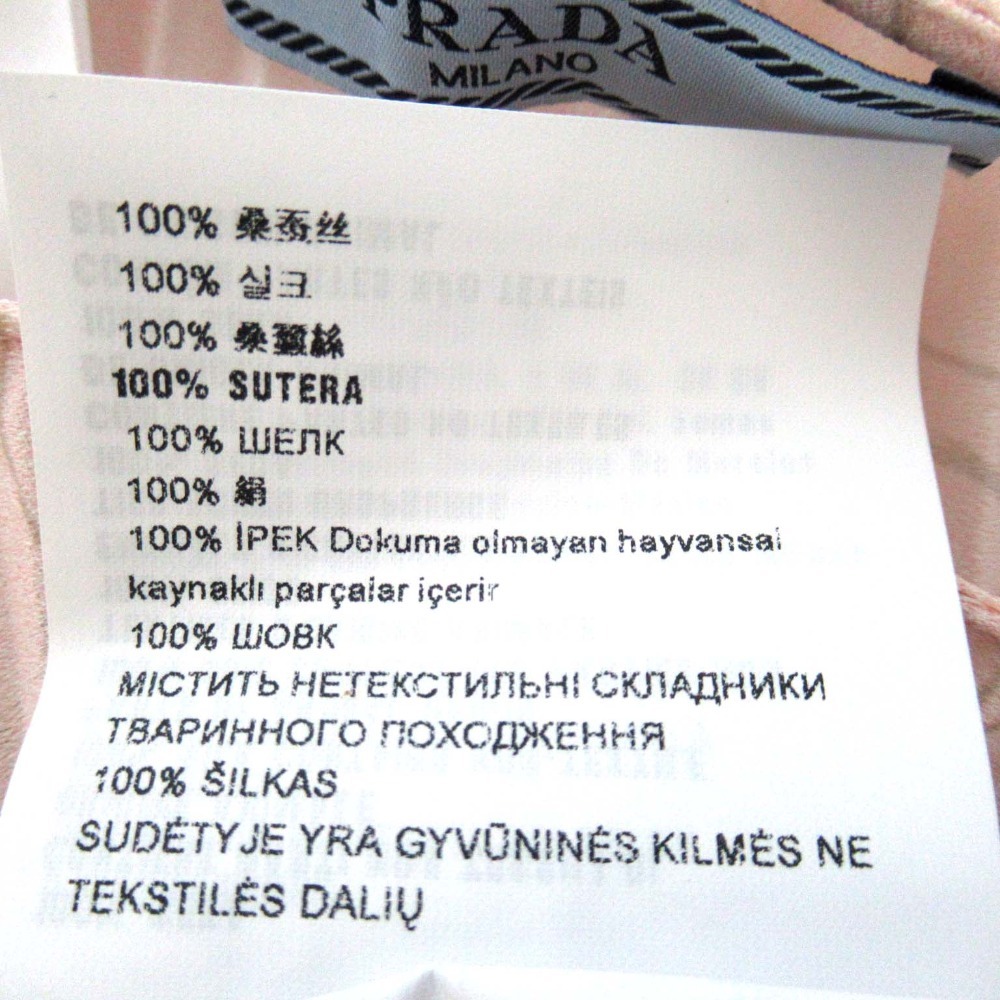 PRADA
MILANO
100% 桑蚕丝
100% 실크
100% 桑蠶絲
100% SUTERA
100% ШЕЛК
100% 絹
100% İPEK Dokuma olmayan hayvansal
kaynaklı parçalar içerir
100% ШОВК
МІСТИТЬ НЕТЕКСТИЛЬНІ СКЛАДНИКИ
ТВАРИННОГО ПОХОДЖЕННЯ
100% ŠILKAS
SUDĖTYJE YRA GYVŪNINĖS KILMĖS NE
TEKSTILĖS DALIŲ